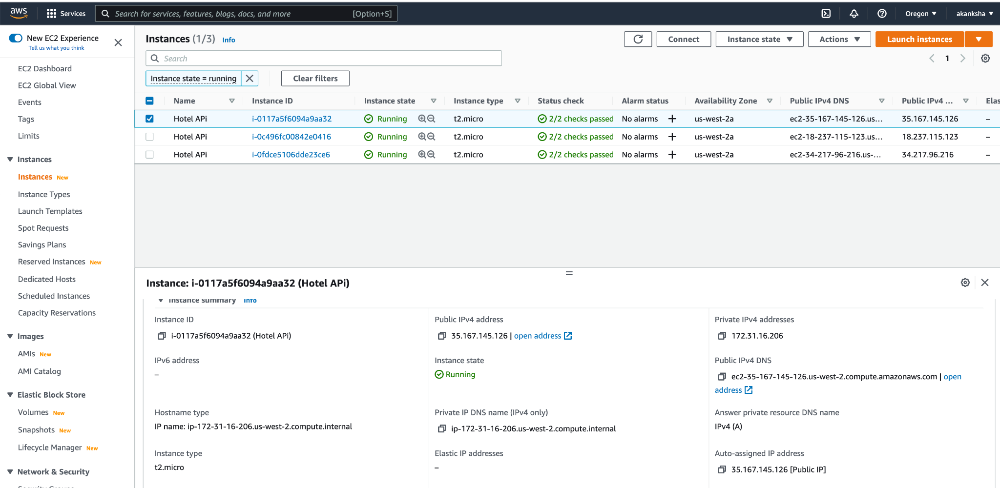 aws
Services
Search for services, features, blogs, docs, and more [Option+S]
Oregon ▼
akanksha ▼
New EC2 Experience
Tell us what you think
EC2 Dashboard
EC2 Global View
Events
Tags
Limits
Instances
Instances New
Instance Types
Launch Templates
Spot Requests
Savings Plans
Reserved Instances New
Dedicated Hosts
Scheduled Instances
Capacity Reservations
Images
AMIs New
AMI Catalog
Elastic Block Store
Volumes New
Snapshots New
Lifecycle Manager New
Network & Security
Security Groups
Instances (1/3) Info
Connect
Instance state ▼
Actions ▼
Launch instances ▼
Search
1
Instance state = running
Clear filters
Name Instance ID Instance state Instance type Status check Alarm status Availability Zone Public IPv4 DNS Public IPv4 ... Elas
Hotel APi i-0117a5f6094a9aa32 Running t2.micro 2/2 checks passed No alarms + us-west-2a ec2-35-167-145-126.us... 35.167.145.126 –
Hotel APi i-0c496fc00842e0416 Running t2.micro 2/2 checks passed No alarms + us-west-2a ec2-18-237-115-123.us... 18.237.115.123 –
Hotel APi i-0fdce5106dde23ce6 Running t2.micro 2/2 checks passed No alarms + us-west-2a ec2-34-217-96-216.us-... 34.217.96.216 –
Instance: i-0117a5f6094a9aa32 (Hotel APi)
Instance summary Info
Instance ID
i-0117a5f6094a9aa32 (Hotel APi)
Public IPv4 address
35.167.145.126 | open address
Private IPv4 addresses
172.31.16.206
IPv6 address
–
Instance state
Running
Public IPv4 DNS
ec2-35-167-145-126.us-west-2.compute.amazonaws.com | open
address
Hostname type
IP name: ip-172-31-16-206.us-west-2.compute.internal
Private IP DNS name (IPv4 only)
ip-172-31-16-206.us-west-2.compute.internal
Answer private resource DNS name
IPv4 (A)
Instance type
t2.micro
Elastic IP addresses
–
Auto-assigned IP address
35.167.145.126 [Public IP]